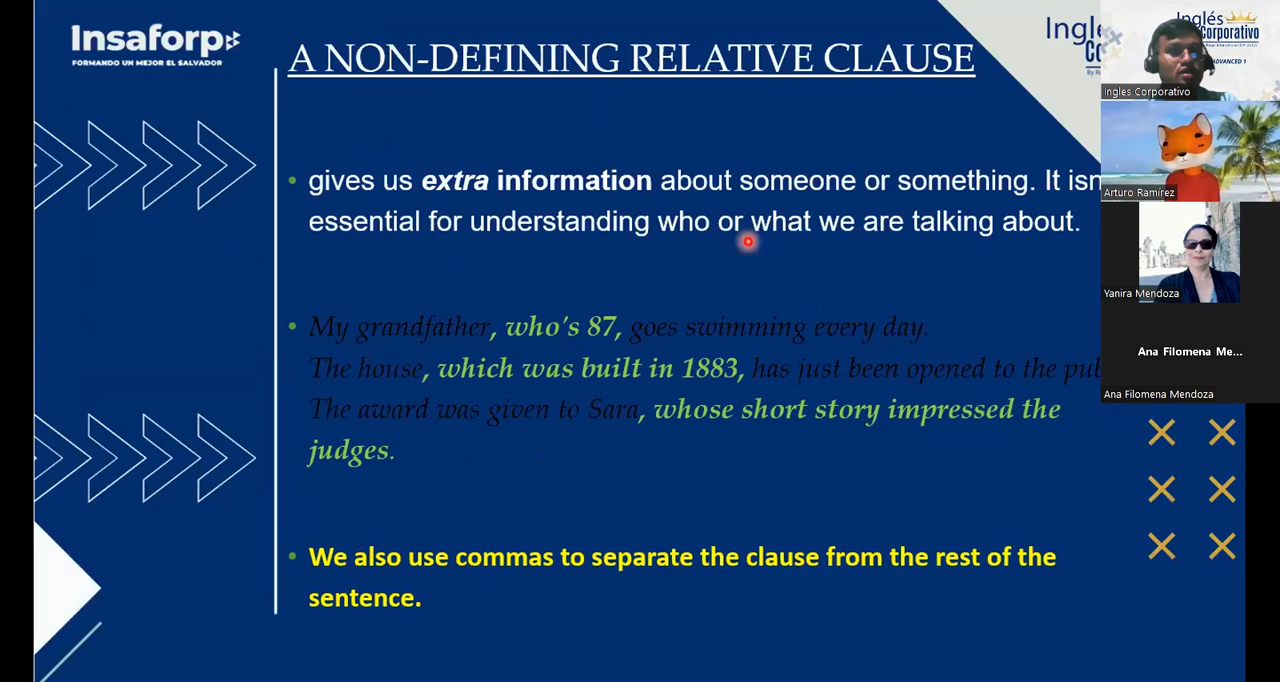 Insaforp
FORMANDO UN MEJOR EL SALVADOR
A NON-DEFINING RELATIVE CLAUSE
gives us extra information about someone or something. It isn
essential for understanding who or what we are talking about.
My grandfather, who's 87, goes swimming every day.
The house, which was built in 1883, has just been opened to the pub
The award was given to Sara, whose short story impressed the
judges.
We also use commas to separate the clause from the rest of the
sentence.
Inglés
Corporativo
ADVANCED 1
Ingles Corporativo
Arturo Ramírez
Yanira Mendoza
Ana Filomena Me...
Ana Filomena Mendoza